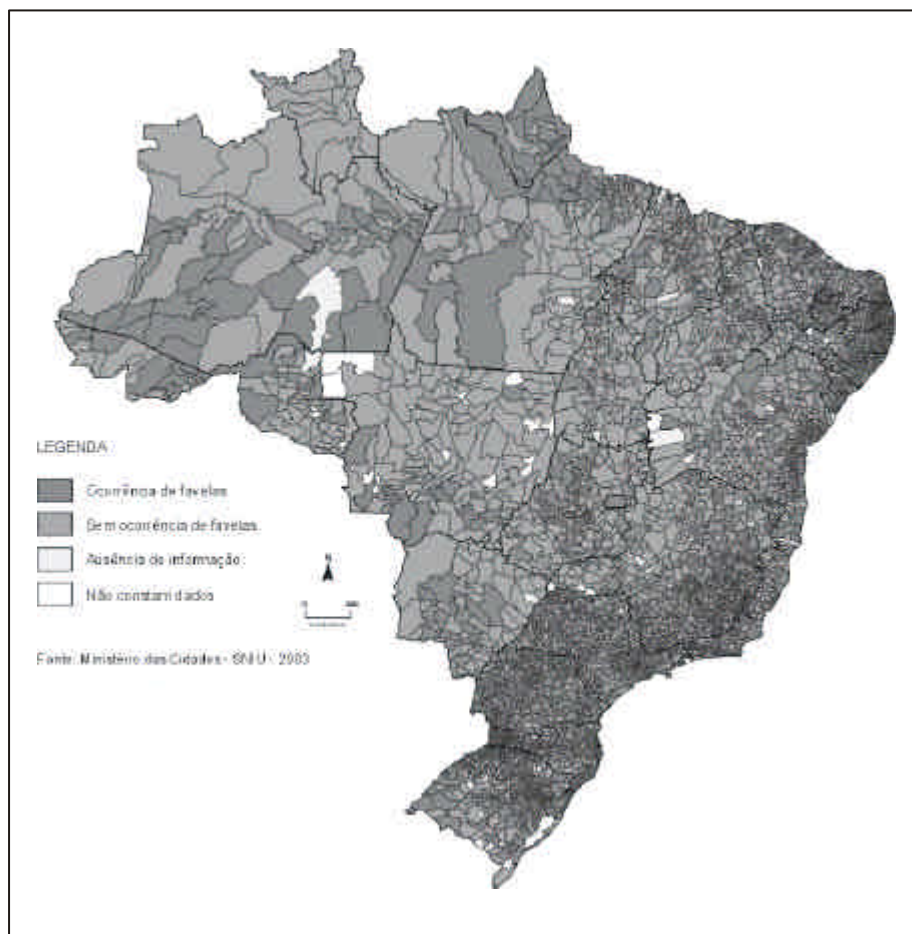 LEGENDA
Ocorrência de favelas
Sem ocorrência de favelas
Ausência de informação
Não constam dados
N
0
Fonte: Ministério das Cidades - SNIU - 2003